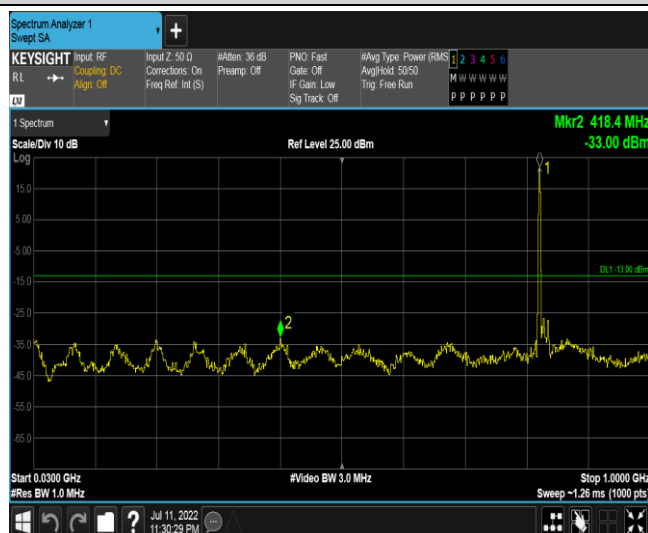 Spectrum Analyzer 1
Swept SA
KEYSIGHT
RL
LXI
Input: RF
Coupling: DC
Align: Off
Input Z: 50 Ω
Corrections: On
Freq Ref: Int (S)
#Atten: 36 dB
Preamp: Off
PNO: Fast
Gate: Off
IF Gain: Low
Sig Track: Off
#Avg Type: Power (RMS
Avg|Hold: 50/50
Trig: Free Run
1 2 3 4 5 6
M W W W W W
P P P P P P
1 Spectrum
Mkr2 418.4 MHz
Scale/Div 10 dB
Ref Level 25.00 dBm
-33.00 dBm
Log
1
15.0
5.00
-5.00
DL1 -13.00 dBm
-15.0
-25.0
2
-35.0
-45.0
-55.0
-65.0
Start 0.0300 GHz
#Video BW 3.0 MHz
Stop 1.0000 GHz
#Res BW 1.0 MHz
Sweep ~1.26 ms (1000 pts)
?
Jul 11, 2022
11:30:29 PM